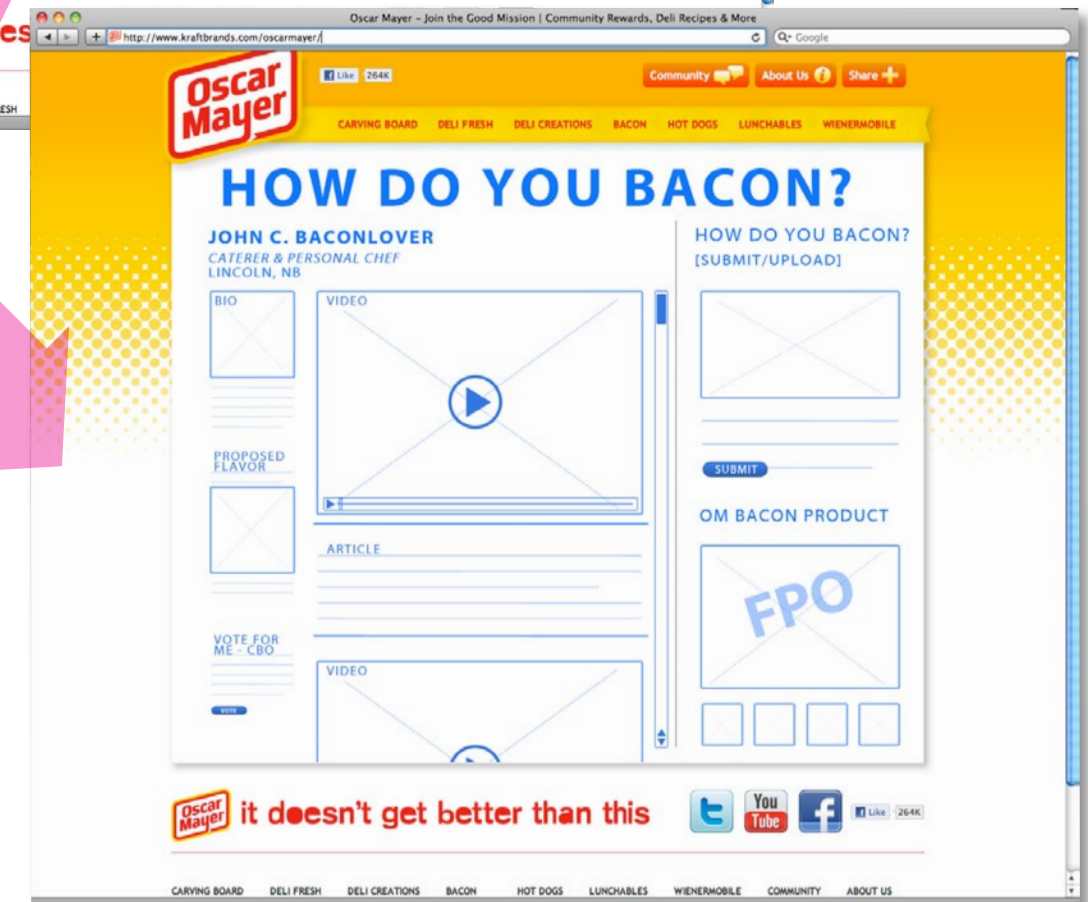 es
ESH
Oscar Mayer – Join the Good Mission | Community Rewards, Deli Recipes & More
http://www.kraftbrands.com/oscarmayer/
Google
Oscar
Mayer
Like 264K
Community
About Us
Share
CARVING BOARD DELI FRESH DELI CREATIONS BACON HOT DOGS LUNCHABLES WIENERMOBILE
HOW DO YOU BACON?
JOHN C. BACONLOVER
CATERER & PERSONAL CHEF
LINCOLN, NB
BIO
PROPOSED
FLAVOR
VOTE FOR
ME - CBO
VOTE
VIDEO
ARTICLE
VIDEO
HOW DO YOU BACON?
[SUBMIT/UPLOAD]
SUBMIT
OM BACON PRODUCT
FPO
Oscar
Mayer
it doesn't get better than this
You
Tube
Like 264K
CARVING BOARD DELI FRESH DELI CREATIONS BACON HOT DOGS LUNCHABLES WIENERMOBILE COMMUNITY ABOUT US